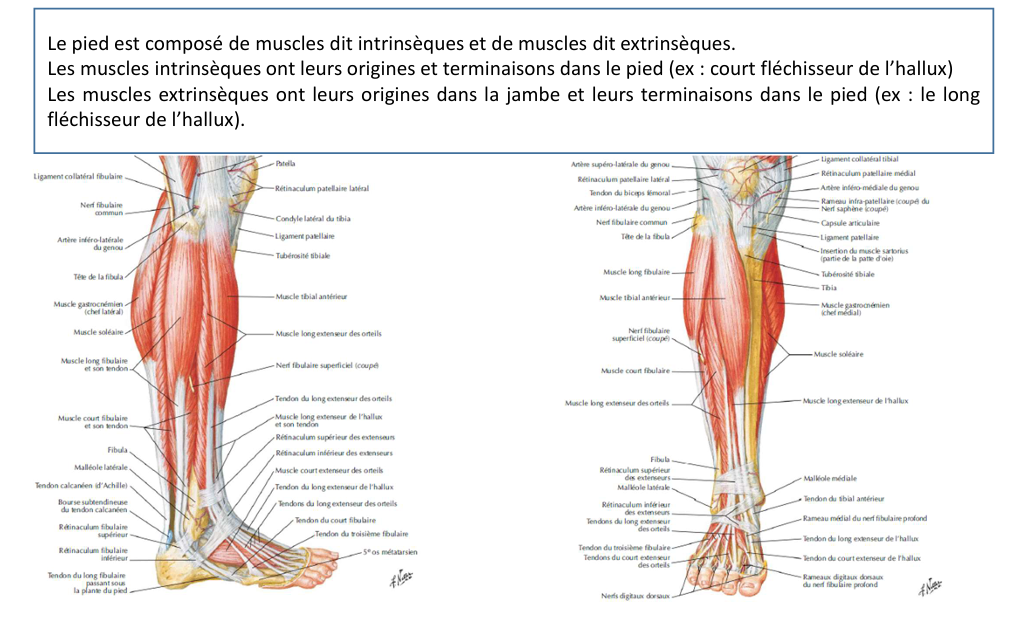 Le pied est composé de muscles dit intrinsèques et de muscles dit extrinsèques.
Les muscles intrinsèques ont leurs origines et terminaisons dans le pied (ex : court fléchisseur de l'hallux)
Les muscles extrinsèques ont leurs origines dans la jambe et leurs terminaisons dans le pied (ex : le long
fléchisseur de l'hallux).
Ligament collatéral fibulaire
Nerf fibulaire
commun
Artère inféro-latérale
du genou
Tête de la fibula
Muscle gastrocnémien
(chef latéral)
Muscle soléaire
Muscle long fibulaire
et son tendon
Muscle court fibulaire
et son tendon
Fibula
Malléole latérale
Tendon calcanéen (d'Achille)
Bourse subtendineuse
du tendon calcanéen
Rétinaculum fibulaire
supérieur
Rétinaculum fibulaire
inférieur
Tendon du long fibulaire
passant sous
la plante du pied
Patella
Rétinaculum patellaire latéral
Condyle latéral du tibia
Ligament patellaire
Tubérosité tibiale
Muscle tibial antérieur
Muscle long extenseur des orteils
Nerf fibulaire superficiel (coupé)
Tendon du long extenseur des orteils
Muscle long extenseur de l'hallux
et son tendon
Rétinaculum supérieur des extenseurs
Rétinaculum inférieur des extenseurs
Muscle court extenseur des orteils
Tendon du long extenseur de l'hallux
Tendons du long extenseur des orteils
Tendon du court fibulaire
Tendon du troisième fibulaire
5e os métatarsien
Artère supéro-latérale du genou
Rétinaculum patellaire latéral
Tendon du biceps fémoral
Artère inféro-latérale du genou
Nerf fibulaire commun
Tête de la fibula
Muscle long fibulaire
Muscle tibial antérieur
Nerf fibulaire
superficiel (coupé)
Muscle court fibulaire
Muscle long extenseur des orteils
Fibula
Rétinaculum supérieur
des extenseurs
Malléole latérale
Rétinaculum inférieur
des extenseurs
Tendons du long extenseur
des orteils
Tendon du troisième fibulaire
Tendons du court extenseur
des orteils
Nerfs digitaux dorsaux
Ligament collatéral tibial
Rétinaculum patellaire médial
Artère inféro-médiale du genou
Rameau infra-patellaire (coupé) du
Nerf saphène (coupé)
Capsule articulaire
Ligament patellaire
Insertion du muscle sartorius
(partie de la patte d'oie)
Tubérosité tibiale
Tibia
Muscle gastrocnémien
(chef médial)
Muscle soléaire
Muscle long extenseur de l'hallux
Malléole médiale
Tendon du tibial antérieur
Rameau médial du nerf fibulaire profond
Tendon du long extenseur de l'hallux
Tendon du court extenseur de l'hallux
Rameaux digitaux dorsaux
du nerf fibulaire profond